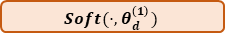 Soft(·, θ_d^{(1)})